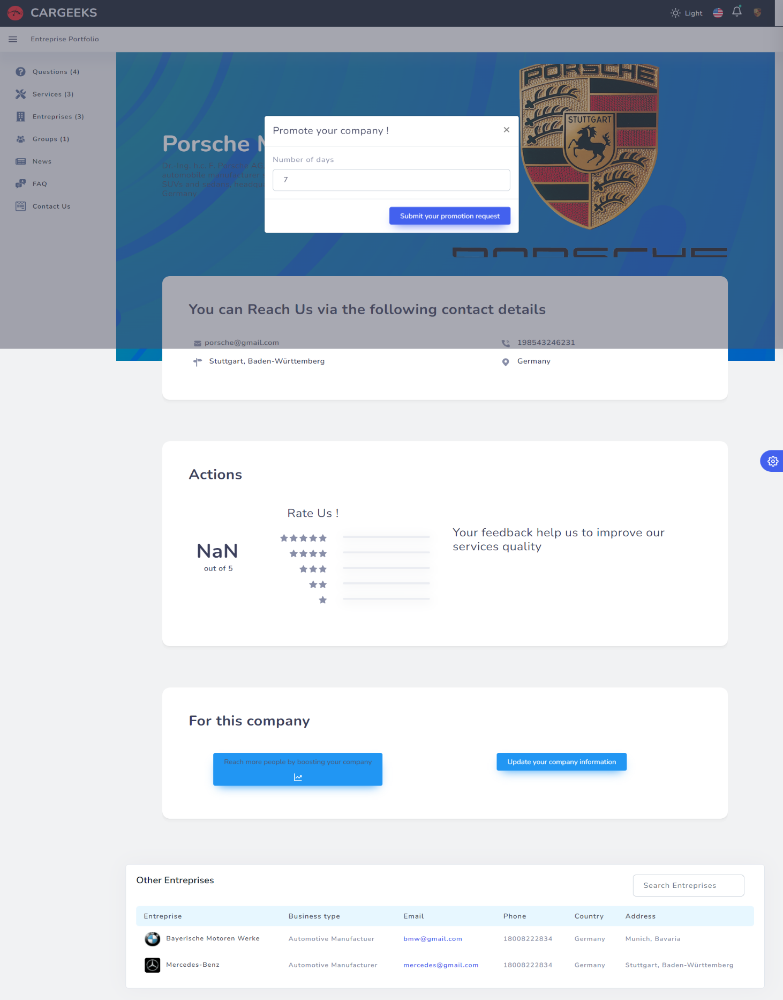 CARGEEKS
Light
Entreprise Portfolio
Questions (4)
Services (3)
Entreprises (3)
Groups (1)
News
FAQ
Contact Us
PORSCHE
STUTTGART
Porsche
Dr.-Ing. h.c. F. Porsche AG
automobile manufacturer
SUVs and sedans, headqu
Germany.
PORSCHE
Promote your company !
×
Number of days
7
Submit your promotion request
You can Reach Us via the following contact details
porsche@gmail.com
198543246231
Stuttgart, Baden-Württemberg
Germany
Actions
Rate Us !
NaN
out of 5
Your feedback help us to improve our
services quality
For this company
Reach more people by boosting your company
Update your company information
Other Entreprises
Search Entreprises
Entreprise Business type Email Phone Country Address
Bayerische Motoren Werke Automotive Manufactuer bmw@gmail.com 18008222834 Germany Munich, Bavaria
Mercedes-Benz Automotive Manufacturer mercedes@gmail.com 18008222834 Germany Stuttgart, Baden-Württemberg